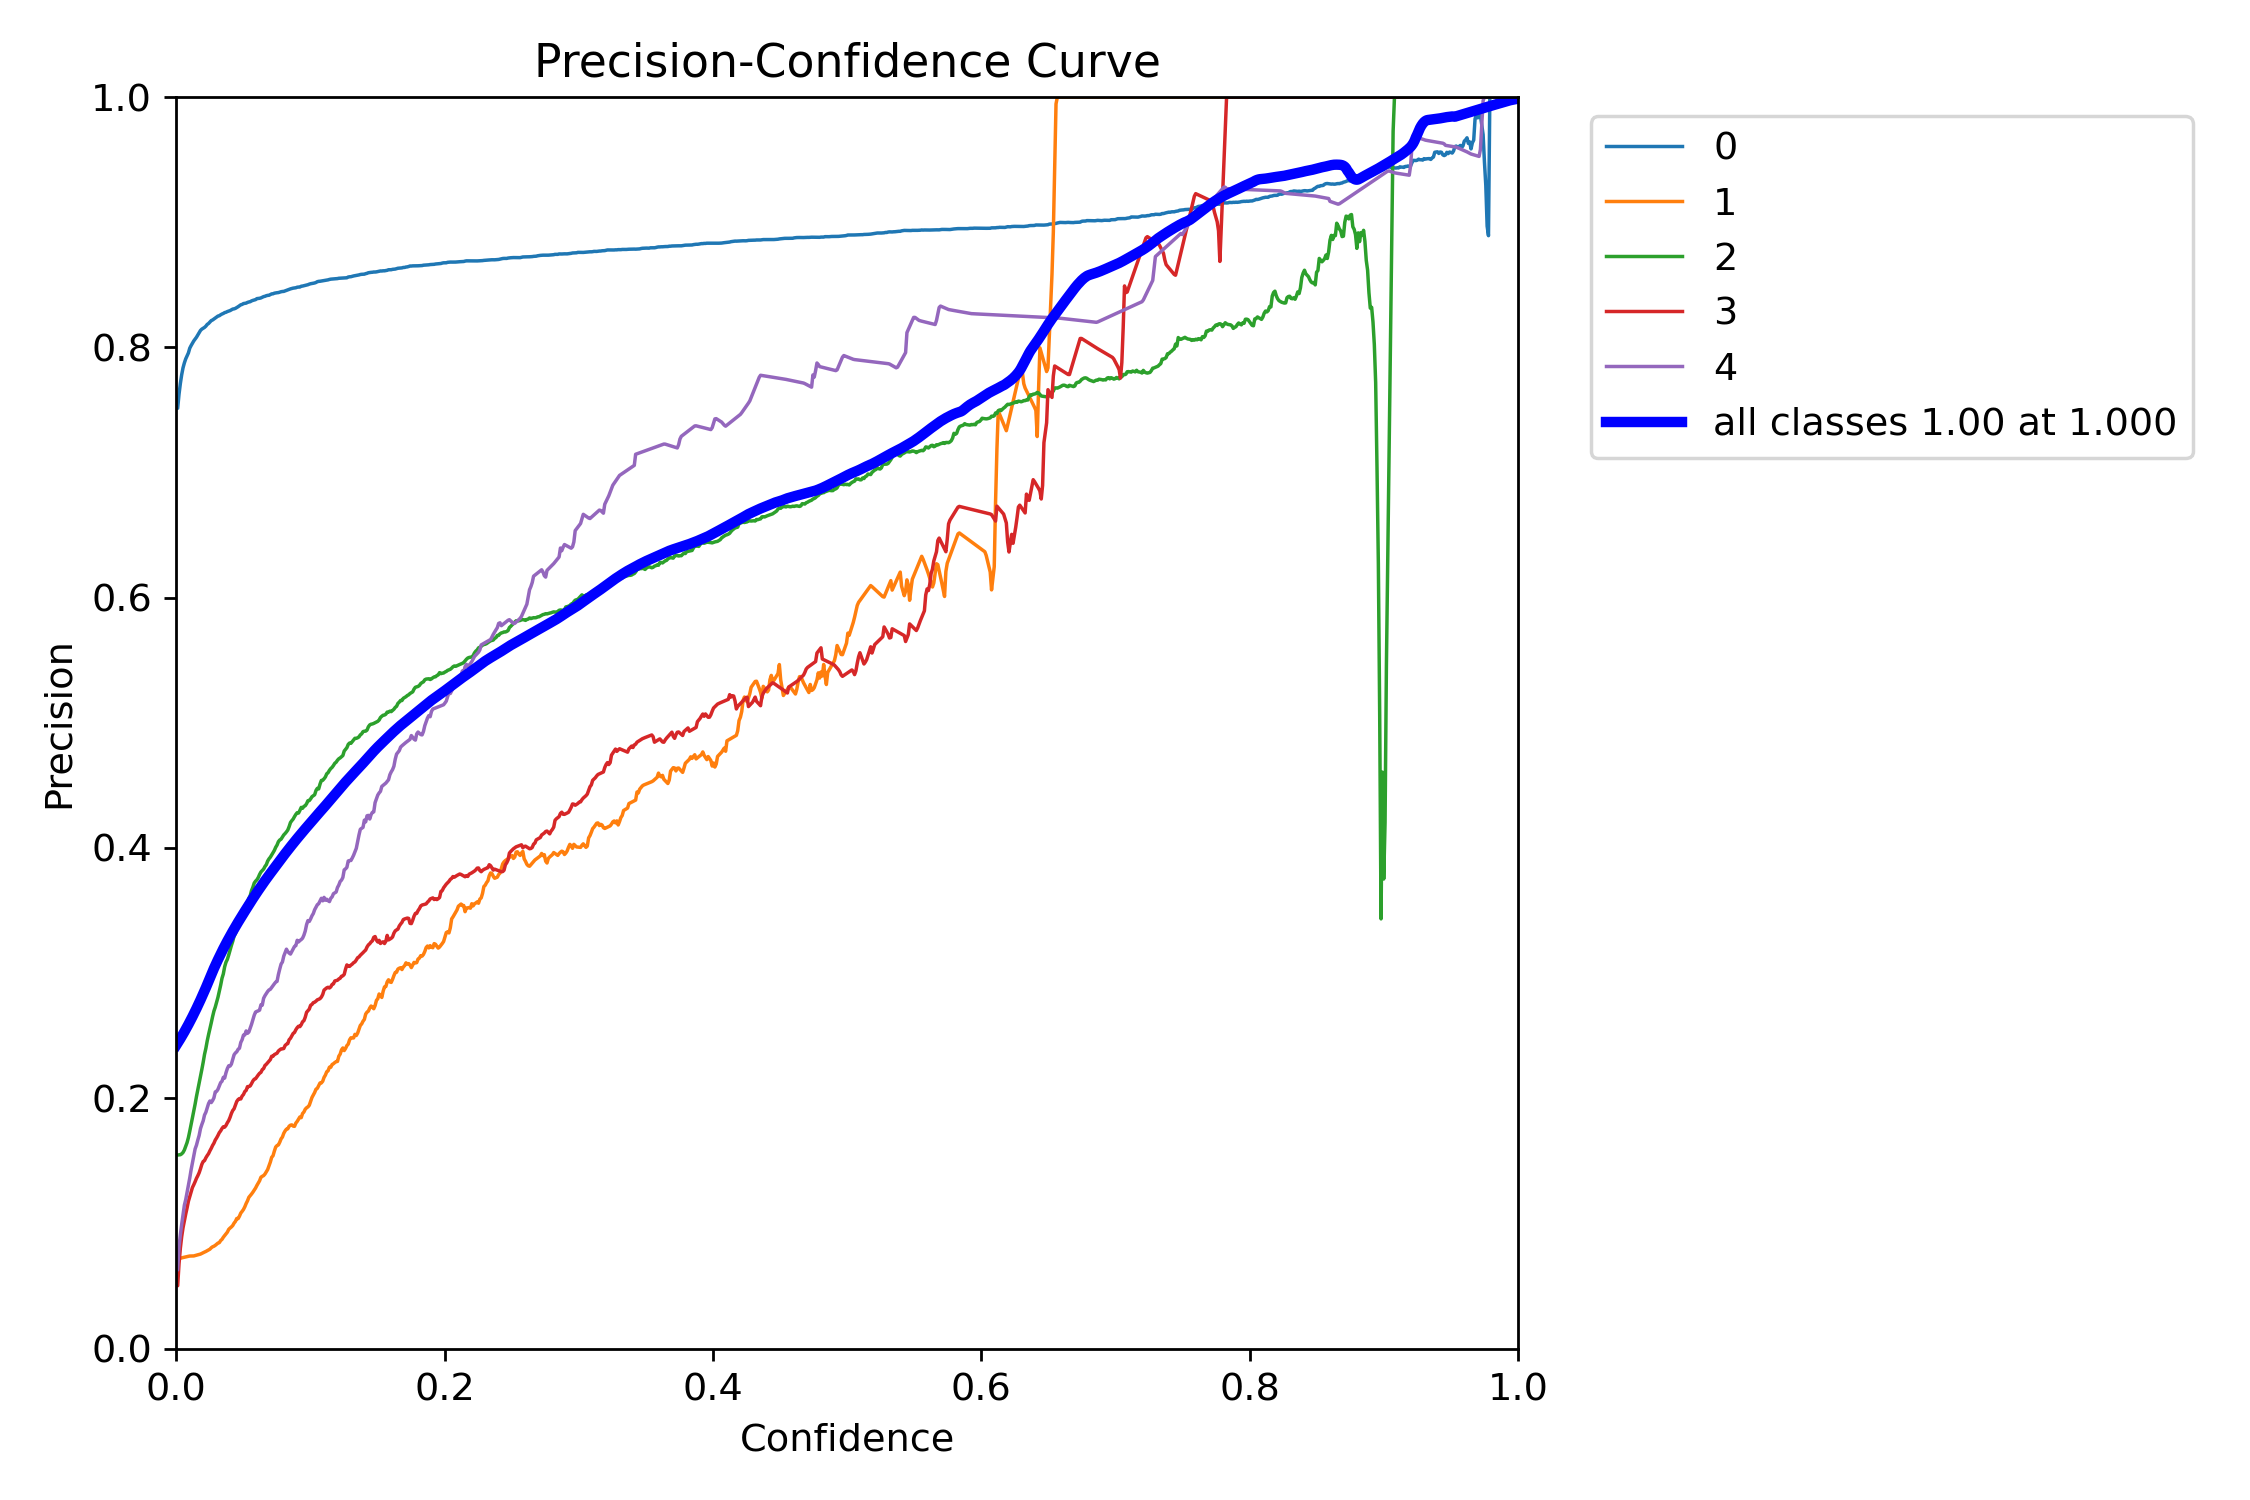 Precision-Confidence Curve
1.0
0.8
0.6
0.4
0.2
0.0
Precision
0.0 0.2 0.4 0.6 0.8 1.0
Confidence
0
1
2
3
4
all classes 1.00 at 1.000